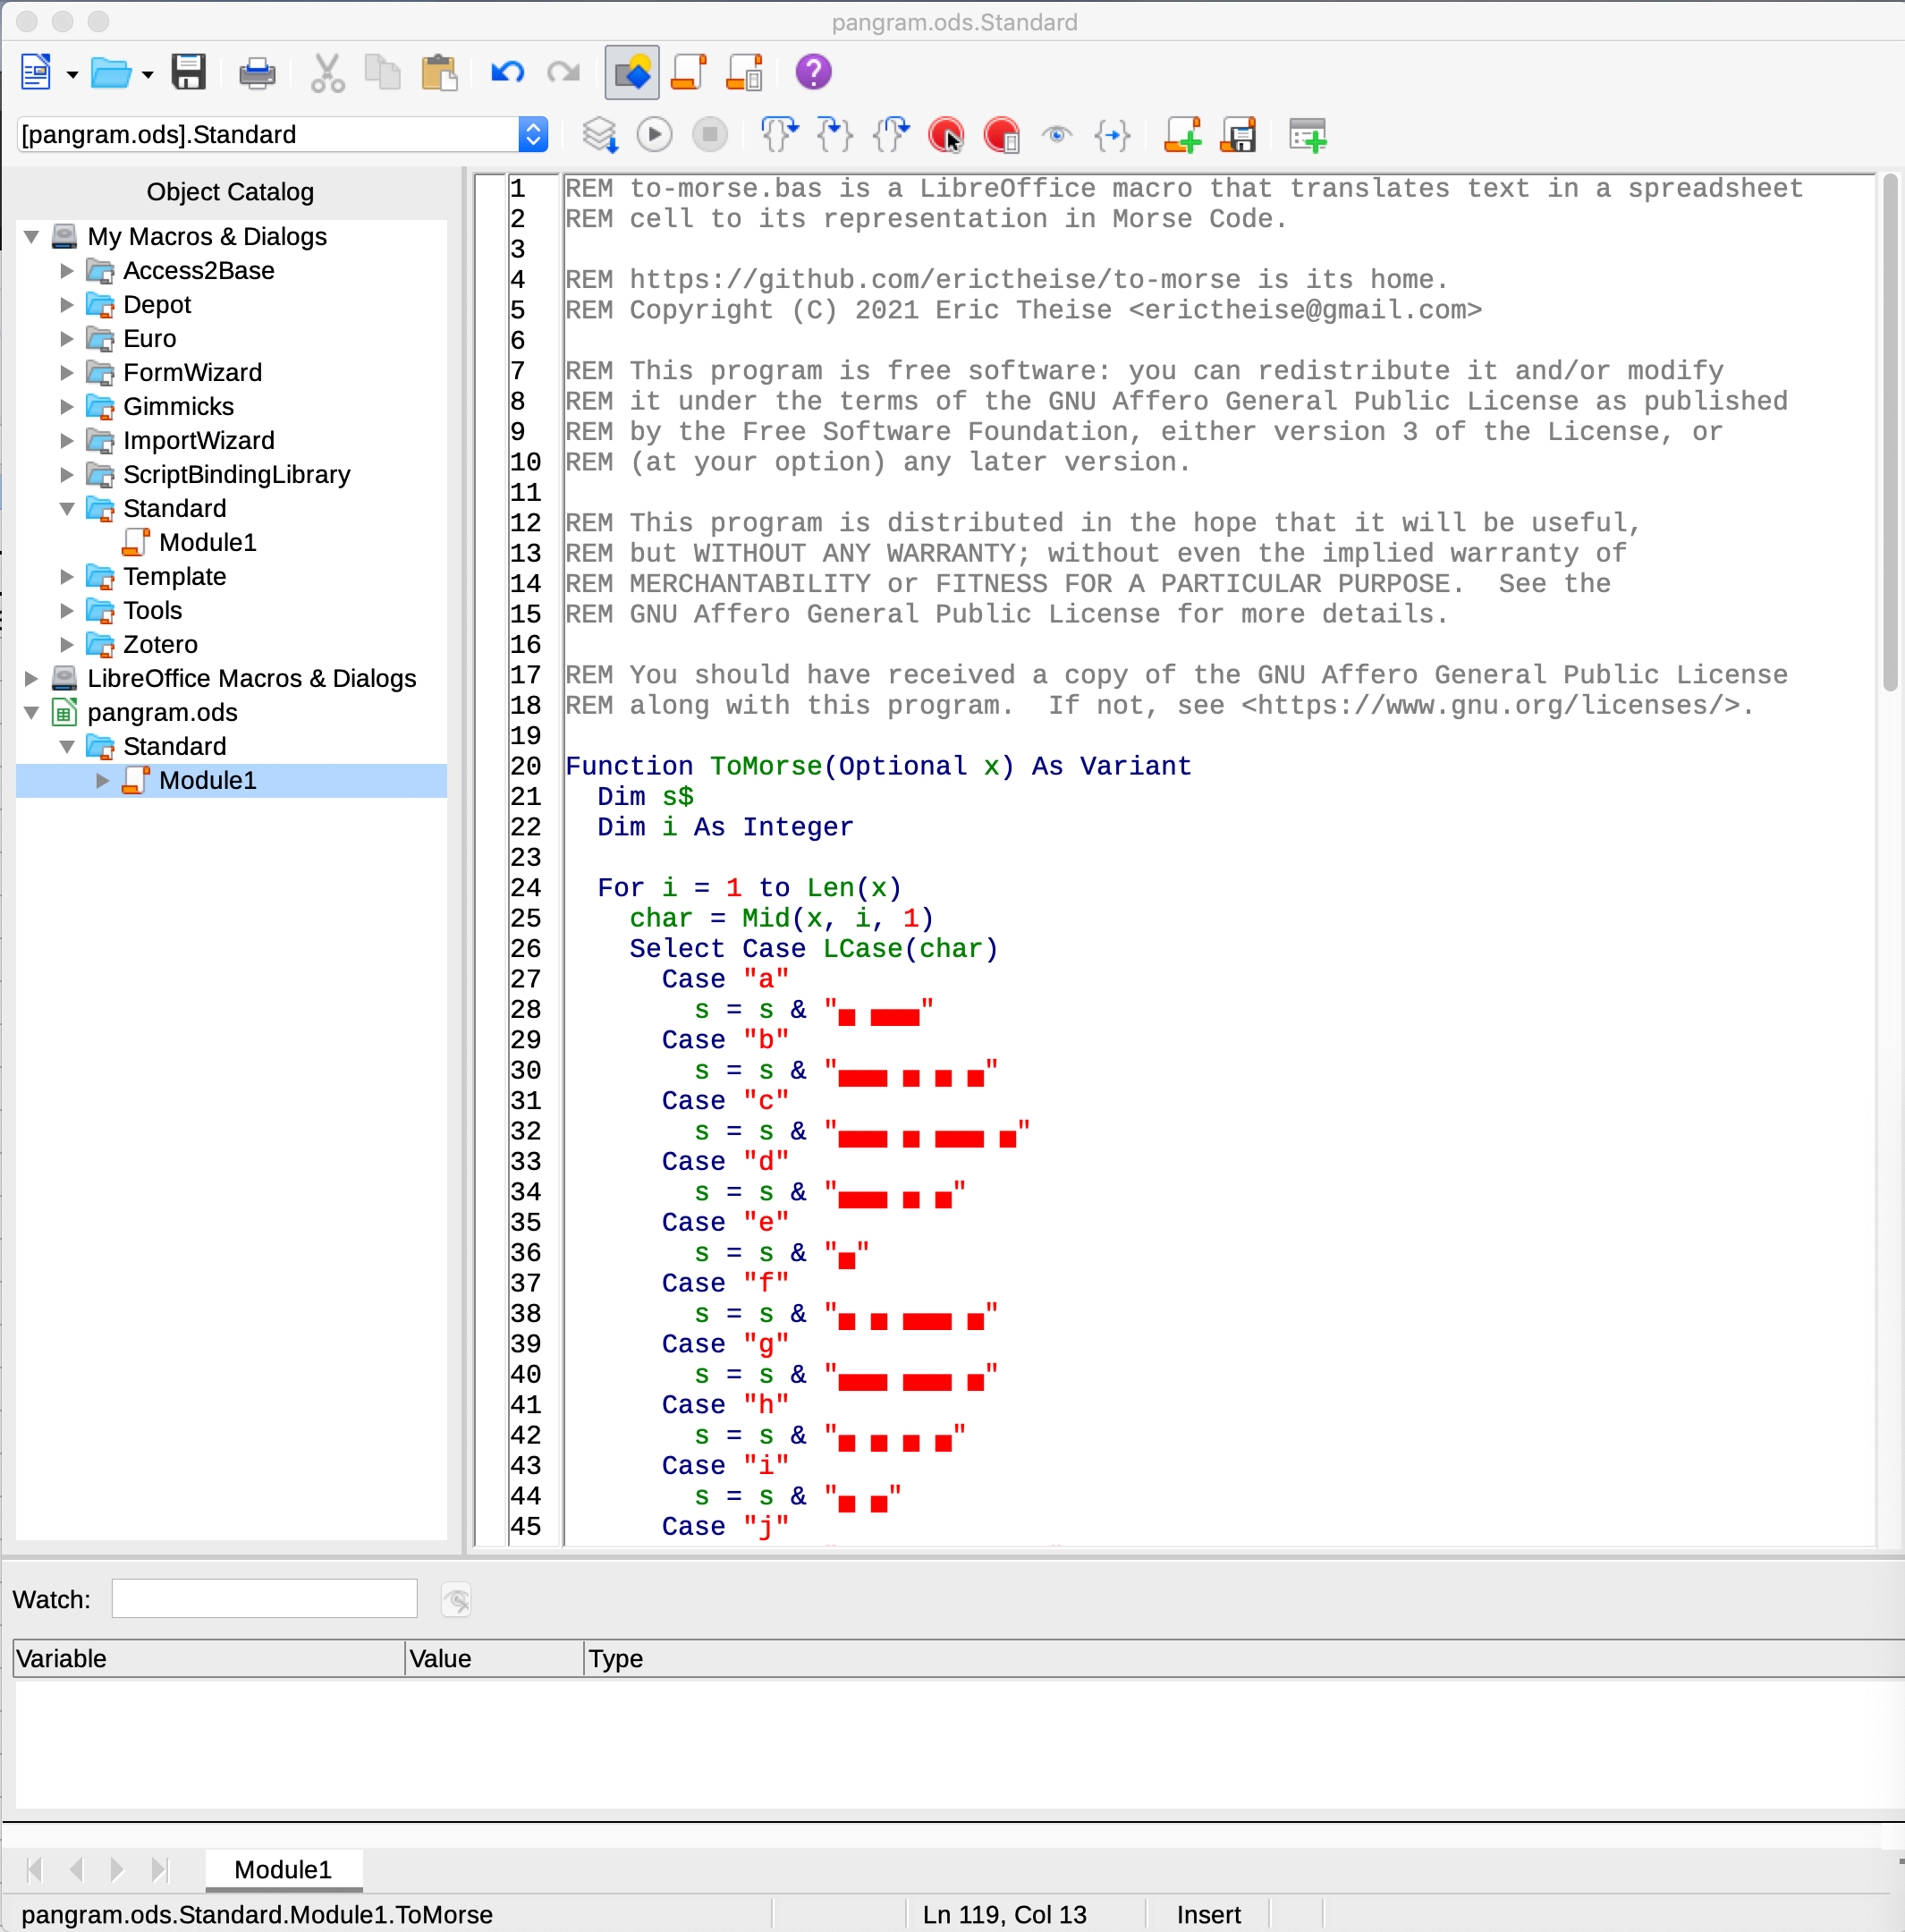 pangram.ods.Standard
[pangram.ods].Standard
Object Catalog
My Macros & Dialogs
Access2Base
Depot
Euro
FormWizard
Gimmicks
ImportWizard
ScriptBindingLibrary
Standard
Module1
Template
Tools
Zotero
LibreOffice Macros & Dialogs
pangram.ods
Standard
Module1
1 REM to-morse.bas is a LibreOffice macro that translates text in a spreadsheet
2 REM cell to its representation in Morse Code.
3
4 REM https://github.com/erictheise/to-morse is its home.
5 REM Copyright (C) 2021 Eric Theise <erictheise@gmail.com>
6
7 REM This program is free software: you can redistribute it and/or modify
8 REM it under the terms of the GNU Affero General Public License as published
9 REM by the Free Software Foundation, either version 3 of the License, or
10 REM (at your option) any later version.
11
12 REM This program is distributed in the hope that it will be useful,
13 REM but WITHOUT ANY WARRANTY; without even the implied warranty of
14 REM MERCHANTABILITY or FITNESS FOR A PARTICULAR PURPOSE.  See the
15 REM GNU Affero General Public License for more details.
16
17 REM You should have received a copy of the GNU Affero General Public License
18 REM along with this program.  If not, see <https://www.gnu.org/licenses/>.
19
20 Function ToMorse(Optional x) As Variant
21 Dim s$
22 Dim i As Integer
23
24 For i = 1 to Len(x)
25 char = Mid(x, i, 1)
26 Select Case LCase(char)
27 Case "a"
28 s = s & "▄ ▄▄▄"
29 Case "b"
30 s = s & "▄▄▄ ▄ ▄ ▄"
31 Case "c"
32 s = s & "▄▄▄ ▄ ▄▄▄ ▄"
33 Case "d"
34 s = s & "▄▄▄ ▄ ▄"
35 Case "e"
36 s = s & "▄"
37 Case "f"
38 s = s & "▄ ▄ ▄▄▄ ▄"
39 Case "g"
40 s = s & "▄▄▄ ▄▄▄ ▄"
41 Case "h"
42 s = s & "▄ ▄ ▄ ▄"
43 Case "i"
44 s = s & "▄ ▄"
45 Case "j"
Watch:
Variable Value Type
Module1
pangram.ods.Standard.Module1.ToMorse Ln 119, Col 13 Insert